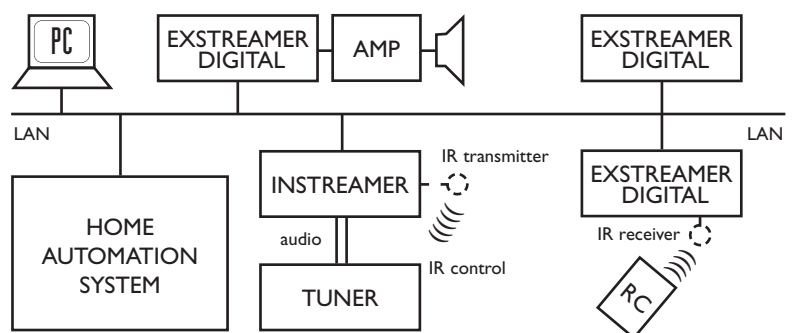 PC
EXSTREAMER
DIGITAL
AMP
EXSTREAMER
DIGITAL
LAN
LAN
HOME
AUTOMATION
SYSTEM
INSTREAMER
IR transmitter
audio
IR control
TUNER
EXSTREAMER
DIGITAL
IR receiver
RC